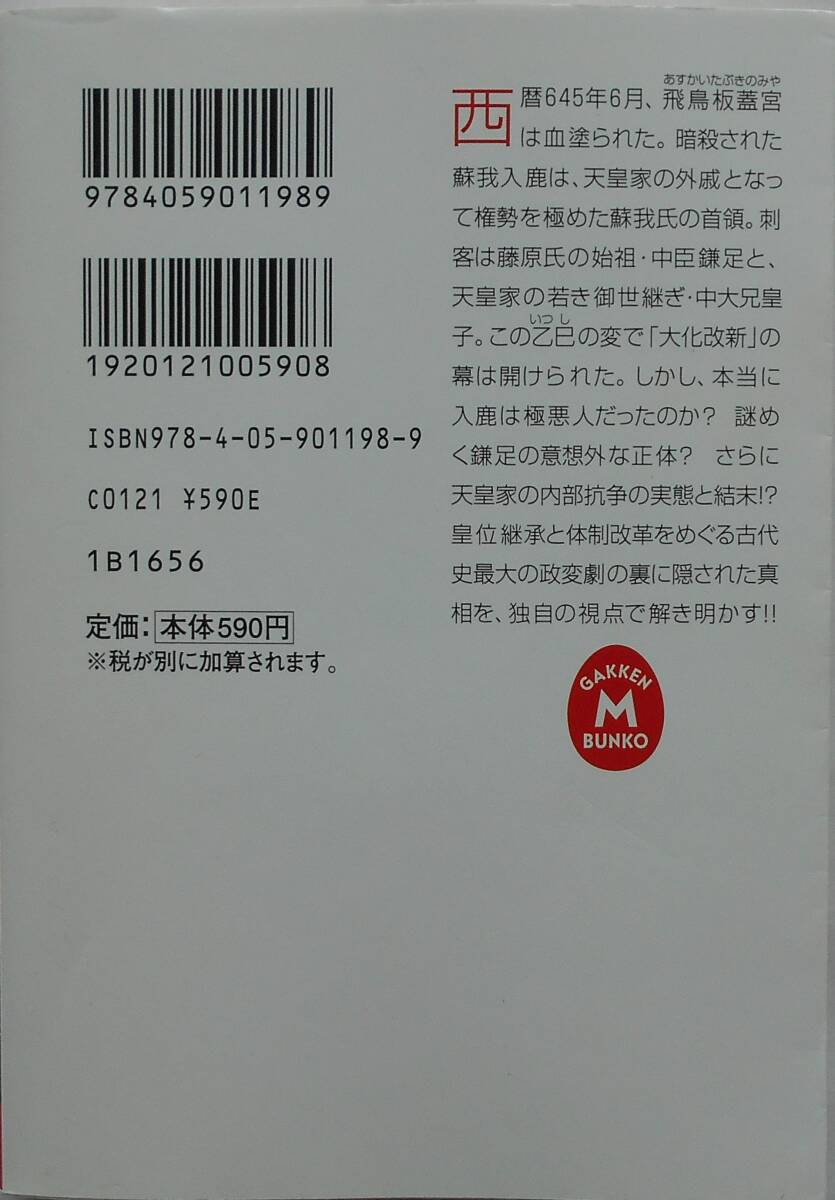 9784059011989
1920121005908
ISBN978-4-05-901198-9
C0121 ¥590E
1B1656
定価：本体590円
※税が別に加算されます。
あすかいたぶきのみや
西暦645年6月、飛鳥板蓋宮
は血塗られた。暗殺された
蘇我入鹿は、天皇家の外戚となっ
て権勢を極めた蘇我氏の首領。刺
客は藤原氏の始祖・中臣鎌足と、
天皇家の若き御世継ぎ・中大兄皇
いつし
子。この乙巳の変で「大化改新」の
幕は開けられた。しかし、本当に
入鹿は極悪人だったのか？ 謎め
く鎌足の意想外な正体？ さらに
天皇家の内部抗争の実態と結末!?
皇位継承と体制改革をめぐる古代
史最大の政変劇の裏に隠された真
相を、独自の視点で解き明かす!!
GAKKEN
M
BUNKO